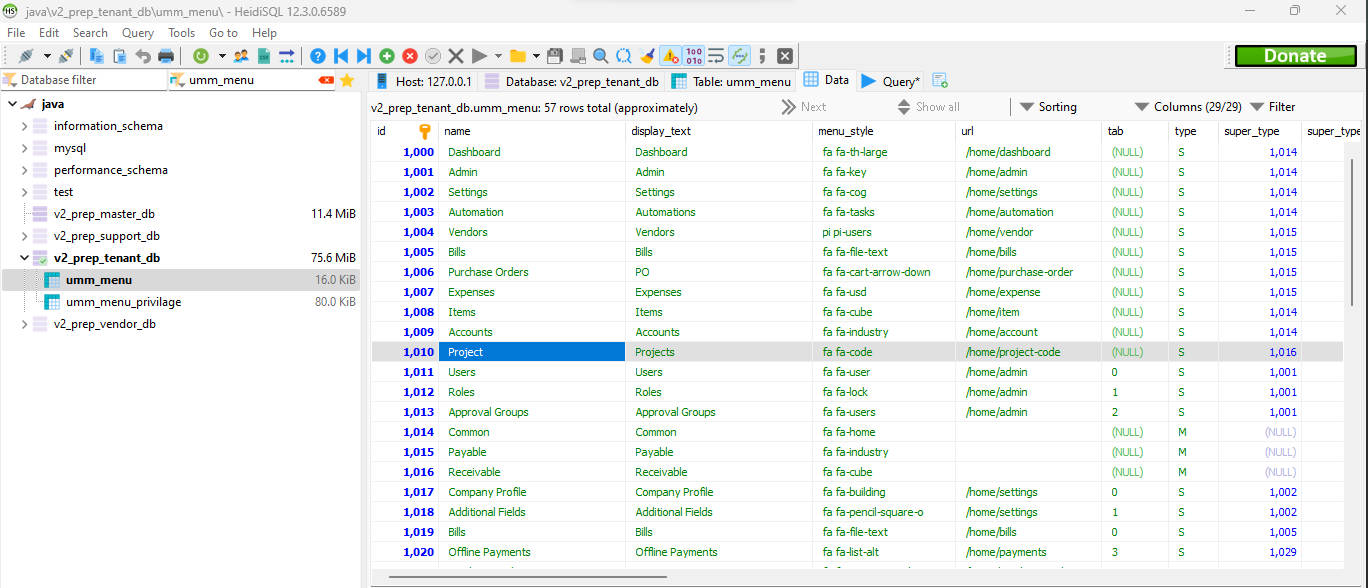 java\v2_prep_tenant_db\umm_menu\ - HeidiSQL 12.3.0.6589
File Edit Search Query Tools Go to Help
Donate
Database filter umm_menu Host: 127.0.0.1 Database: v2_prep_tenant_db Table: umm_menu Data Query*
java
information_schema
mysql
performance_schema
test
v2_prep_master_db 11.4 MiB
v2_prep_support_db
v2_prep_tenant_db 75.6 MiB
umm_menu 16.0 KiB
umm_menu_privilage 80.0 KiB
v2_prep_vendor_db
v2_prep_tenant_db.umm_menu: 57 rows total (approximately) Next Show all Sorting Columns (29/29) Filter
id name display_text menu_style url tab type super_type super_type
1,000 Dashboard Dashboard fa fa-th-large /home/dashboard (NULL) S 1,014
1,001 Admin Admin fa fa-key /home/admin (NULL) S 1,014
1,002 Settings Settings fa fa-cog /home/settings (NULL) S 1,014
1,003 Automation Automations fa fa-tasks /home/automation (NULL) S 1,014
1,004 Vendors Vendors pi pi-users /home/vendor (NULL) S 1,015
1,005 Bills Bills fa fa-file-text /home/bills (NULL) S 1,015
1,006 Purchase Orders PO fa fa-cart-arrow-down /home/purchase-order (NULL) S 1,015
1,007 Expenses Expenses fa fa-usd /home/expense (NULL) S 1,015
1,008 Items Items fa fa-cube /home/item (NULL) S 1,014
1,009 Accounts Accounts fa fa-industry /home/account (NULL) S 1,014
1,010 Project Projects fa fa-code /home/project-code (NULL) S 1,016
1,011 Users Users fa fa-user /home/admin 0 S 1,001
1,012 Roles Roles fa fa-lock /home/admin 1 S 1,001
1,013 Approval Groups Approval Groups fa fa-users /home/admin 2 S 1,001
1,014 Common Common fa fa-home (NULL) M (NULL)
1,015 Payable Payable fa fa-industry (NULL) M (NULL)
1,016 Receivable Receivable fa fa-cube (NULL) M (NULL)
1,017 Company Profile Company Profile fa fa-building /home/settings 0 S 1,002
1,018 Additional Fields Additional Fields fa fa-pencil-square-o /home/settings 1 S 1,002
1,019 Bills Bills fa fa-file-text /home/bills 0 S 1,005
1,020 Offline Payments Offline Payments fa fa-list-alt /home/payments 3 S 1,029